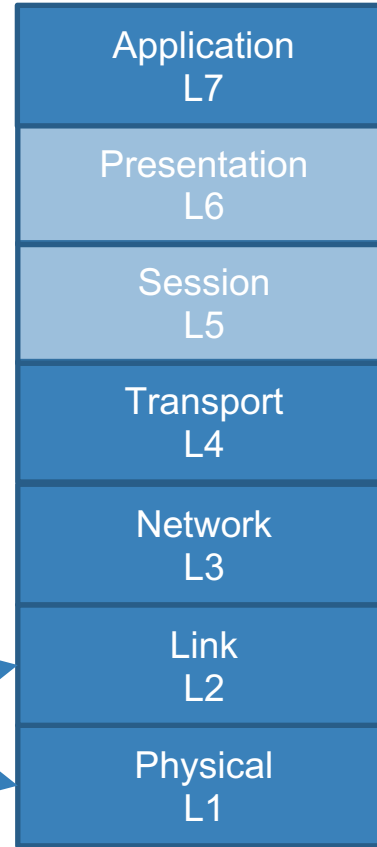 Application
L7
Presentation
L6
Session
L5
Transport
L4
Network
L3
Link
L2
Physical
L1